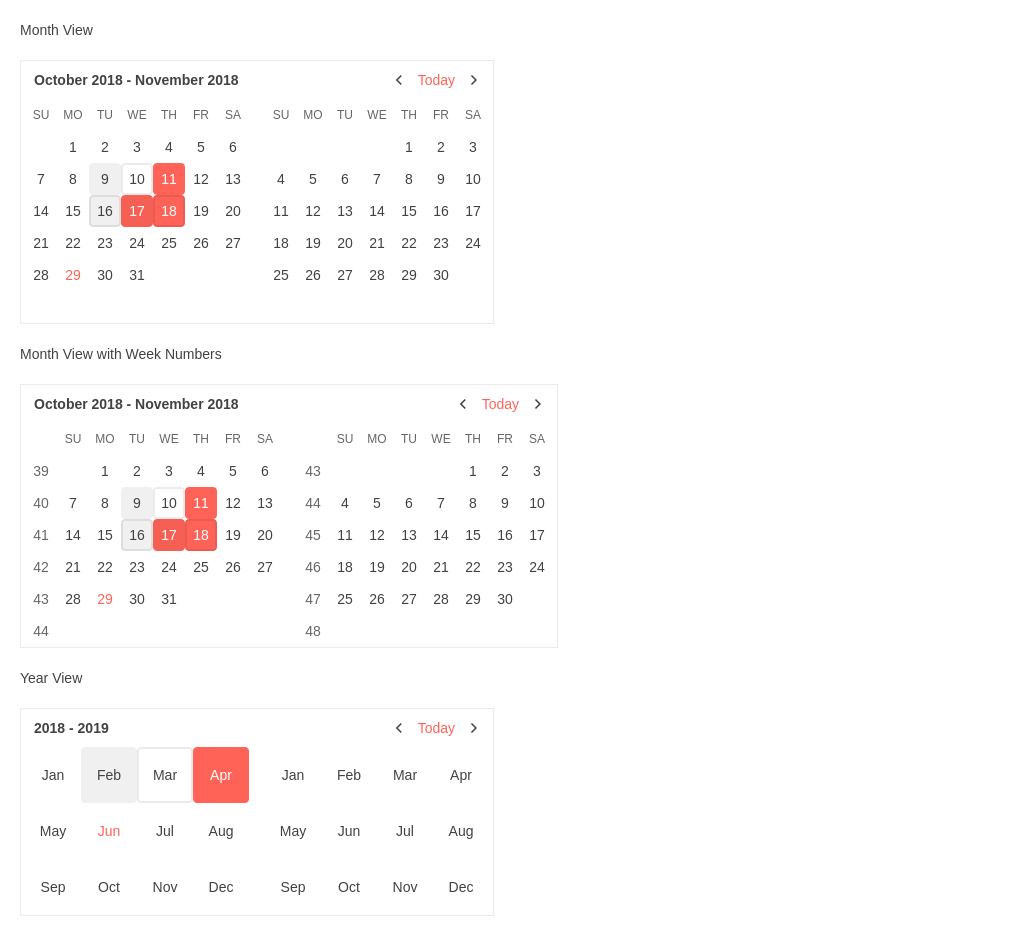 Month View
October 2018 - November 2018 Today
SU MO TU WE TH FR SA SU MO TU WE TH FR SA
1 2 3 4 5 6 1 2 3
7 8 9 10 11 12 13 4 5 6 7 8 9 10
14 15 16 17 18 19 20 11 12 13 14 15 16 17
21 22 23 24 25 26 27 18 19 20 21 22 23 24
28 29 30 31 25 26 27 28 29 30
Month View with Week Numbers
October 2018 - November 2018 Today
SU MO TU WE TH FR SA SU MO TU WE TH FR SA
39 1 2 3 4 5 6 43 1 2 3
40 7 8 9 10 11 12 13 44 4 5 6 7 8 9 10
41 14 15 16 17 18 19 20 45 11 12 13 14 15 16 17
42 21 22 23 24 25 26 27 46 18 19 20 21 22 23 24
43 28 29 30 31 47 25 26 27 28 29 30
44 48
Year View
2018 - 2019 Today
Jan Feb Mar Apr Jan Feb Mar Apr
May Jun Jul Aug May Jun Jul Aug
Sep Oct Nov Dec Sep Oct Nov Dec